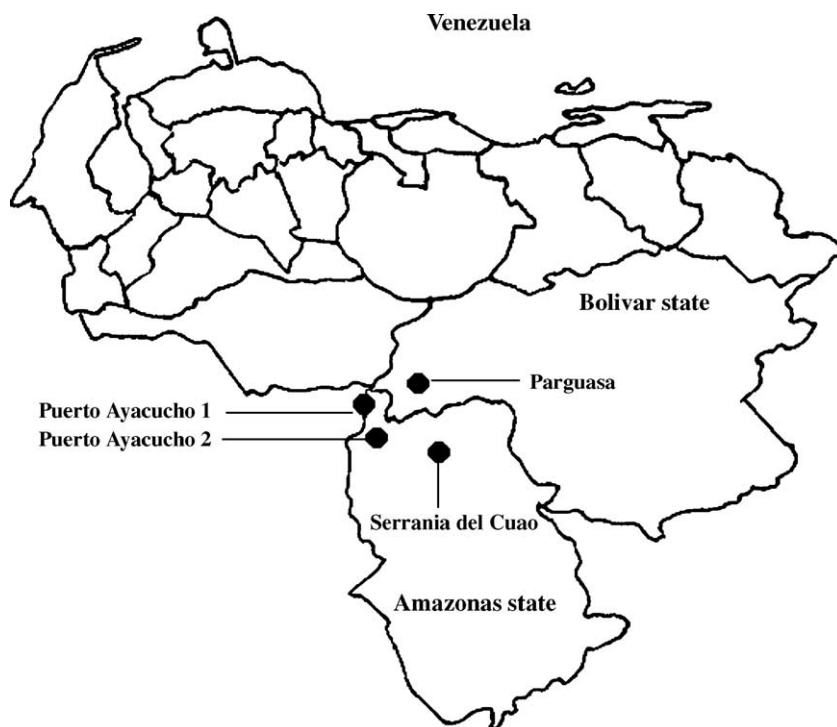 Venezuela
Bolivar state
Parguasa
Puerto Ayacucho 1
Puerto Ayacucho 2
Serrania del Cuao
Amazonas state